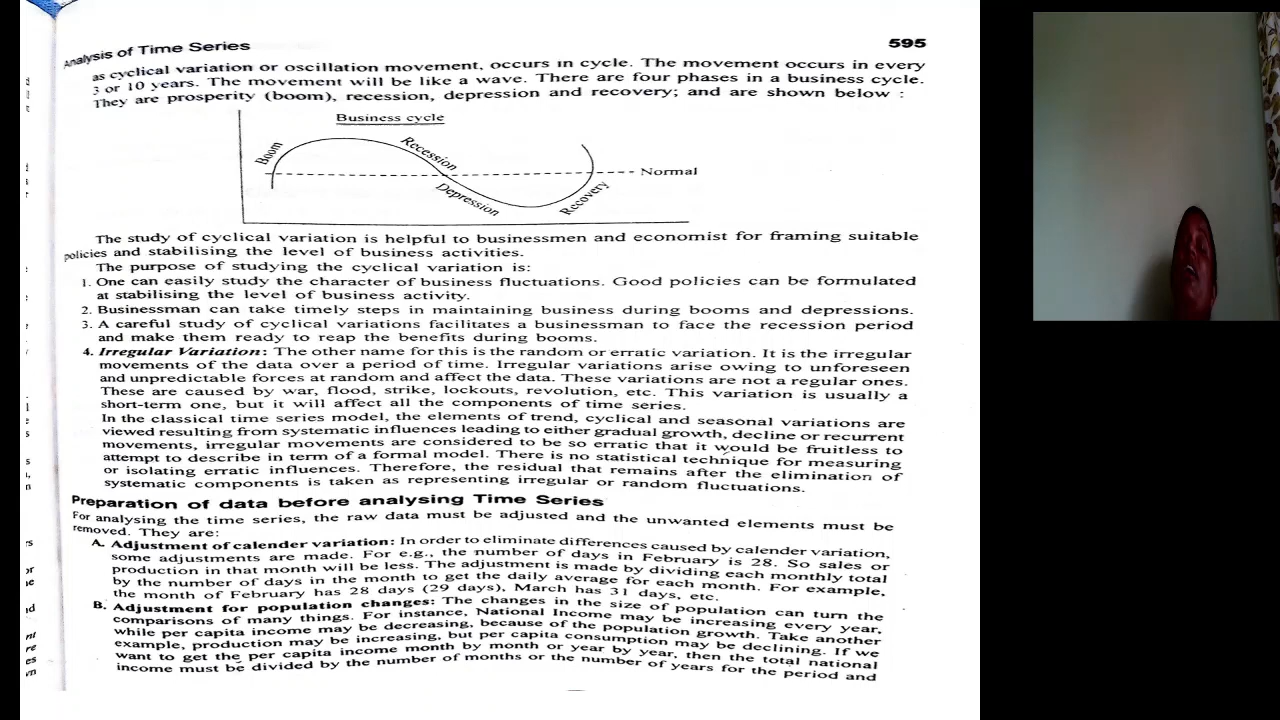 Analysis of Time Series
595
as cyclical variation or oscillation movement, occurs in cycle. The movement occurs in every
3 or 10 years. The movement will be like a wave. There are four phases in a business cycle.
They are prosperity (boom), recession, depression and recovery; and are shown below :
Business cycle
Boom
Recession
Normal
Depression
Recovery
The study of cyclical variation is helpful to businessmen and economist for framing suitable
policies and stabilising the level of business activities.
The purpose of studying the cyclical variation is:
1. One can easily study the character of business fluctuations. Good policies can be formulated
at stabilising the level of business activity.
2. Businessman can take timely steps in maintaining business during booms and depressions.
3. A careful study of cyclical variations facilitates a businessman to face the recession period
and make them ready to reap the benefits during booms.
4. Irregular Variation: The other name for this is the random or erratic variation. It is the irregular
movements of the data over a period of time. Irregular variations arise owing to unforeseen
and unpredictable forces at random and affect the data. These variations are not a regular ones.
These are caused by war, flood, strike, lockouts, revolution, etc. This variation is usually a
short-term one, but it will affect all the components of time series.
In the classical time series model, the elements of trend, cyclical and seasonal variations are
viewed resulting from systematic influences leading to either gradual growth, decline or recurrent
movements, irregular movements are considered to be so erratic that it would be fruitless to
attempt to describe in term of a formal model. There is no statistical technique for measuring
or isolating erratic influences. Therefore, the residual that remains after the elimination of
systematic components is taken as representing irregular or random fluctuations.
Preparation of data before analysing Time Series
For analysing the time series, the raw data must be adjusted and the unwanted elements must be
removed. They are:
A. Adjustment of calender variation: In order to eliminate differences caused by calender variation,
some adjustments are made. For e.g., the number of days in February is 28. So sales or
production in that month will be less. The adjustment is made by dividing each monthly total
by the number of days in the month to get the daily average for each month. For example,
the month of February has 28 days (29 days), March has 31 days, etc.
B. Adjustment for population changes: The changes in the size of population can turn the
comparisons of many things. For instance, National Income may be increasing every year,
while per capita income may be decreasing, because of the population growth. Take another
example, production may be increasing, but per capita consumption may be declining. If we
want to get the per capita income month by month or year by year, then the total national
income must be divided by the number of months or the number of years for the period and